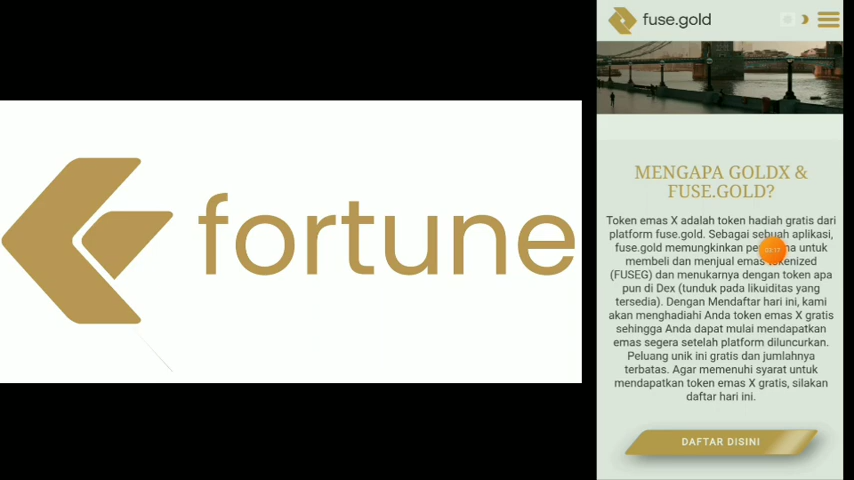 fortune
fuse.gold
MENGAPA GOLDX &
FUSE.GOLD?
Token emas X adalah token hadiah gratis dari
platform fuse.gold. Sebagai sebuah aplikasi,
fuse.gold memungkinkan untuk
membeli dan menjual emas tokenized
(FUSEG) dan menukarnya dengan token apa
pun di Dex (tunduk pada likuiditas yang
tersedia). Dengan Mendaftar hari ini, kami
akan menghadiahi Anda token emas X gratis
sehingga Anda dapat mulai mendapatkan
emas segera setelah platform diluncurkan.
Peluang unik ini gratis dan jumlahnya
terbatas. Agar memenuhi syarat untuk
mendapatkan token emas X gratis, silakan
daftar hari ini.
DAFTAR DISINI